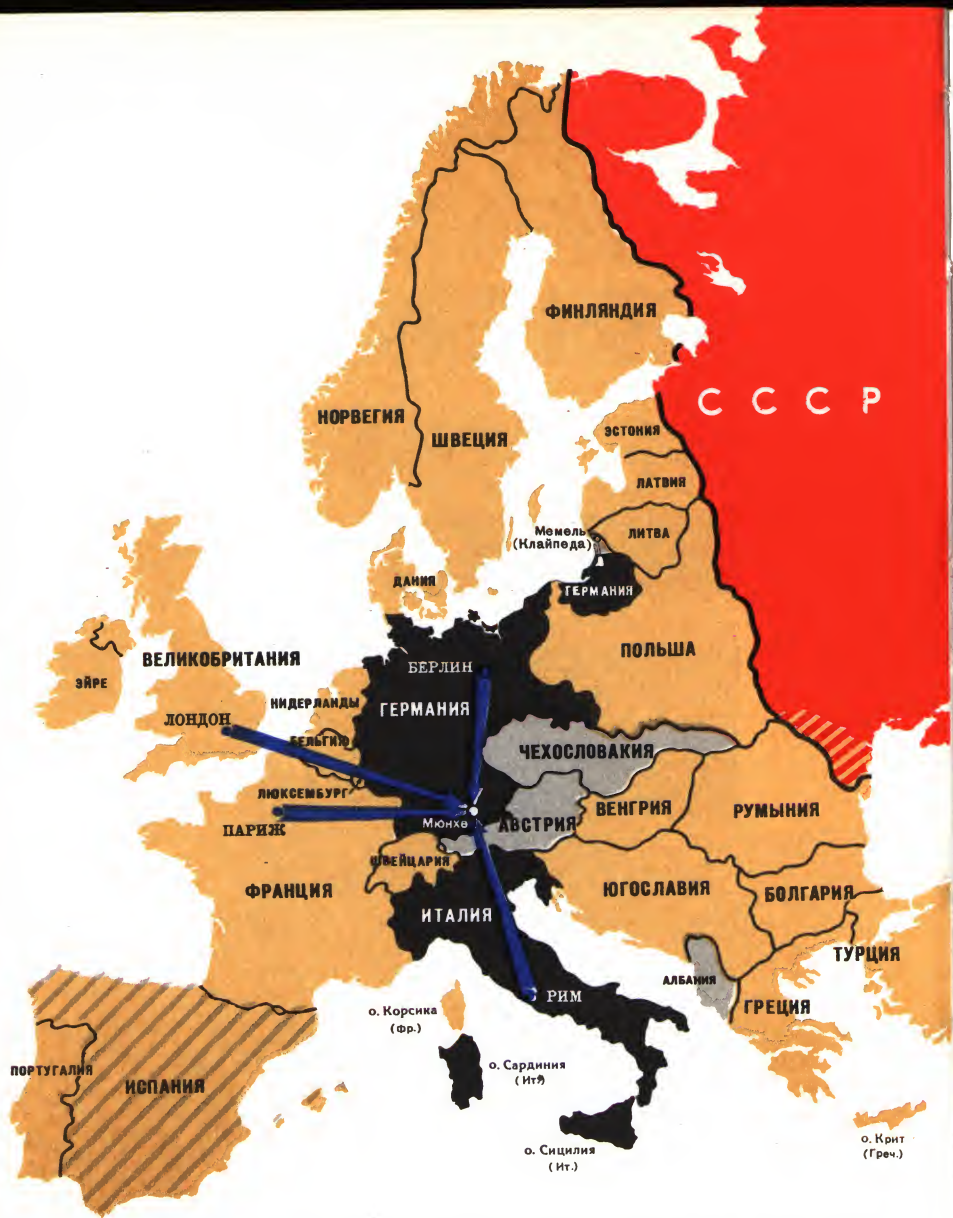 ФИНЛЯНДИЯ
С С С Р
НОРВЕГИЯ
ШВЕЦИЯ
ЭСТОНИЯ
ЛАТВИЯ
Мемель
(Клайпеда)
ЛИТВА
ДАНИЯ
ГЕРМАНИЯ
ПОЛЬША
ВЕЛИКОБРИТАНИЯ
ЭЙРЕ
БЕРЛИН
НИДЕРЛАНДЫ
ГЕРМАНИЯ
ЛОНДОН
БЕЛЬГИЯ
ЧЕХОСЛОВАКИЯ
ЛЮКСЕМБУРГ
ПАРИЖ
Мюнхе
АВСТРИЯ
ВЕНГРИЯ
РУМЫНИЯ
ШВЕЙЦАРИЯ
ФРАНЦИЯ
ИТАЛИЯ
ЮГОСЛАВИЯ
БОЛГАРИЯ
ТУРЦИЯ
АЛБАНИЯ
ГРЕЦИЯ
РИМ
о. Корсика
(Фр.)
ПОРТУГАЛИЯ
ИСПАНИЯ
о. Сардиния
(Ит.)
о. Сицилия
(Ит.)
о. Крит
(Греч.)